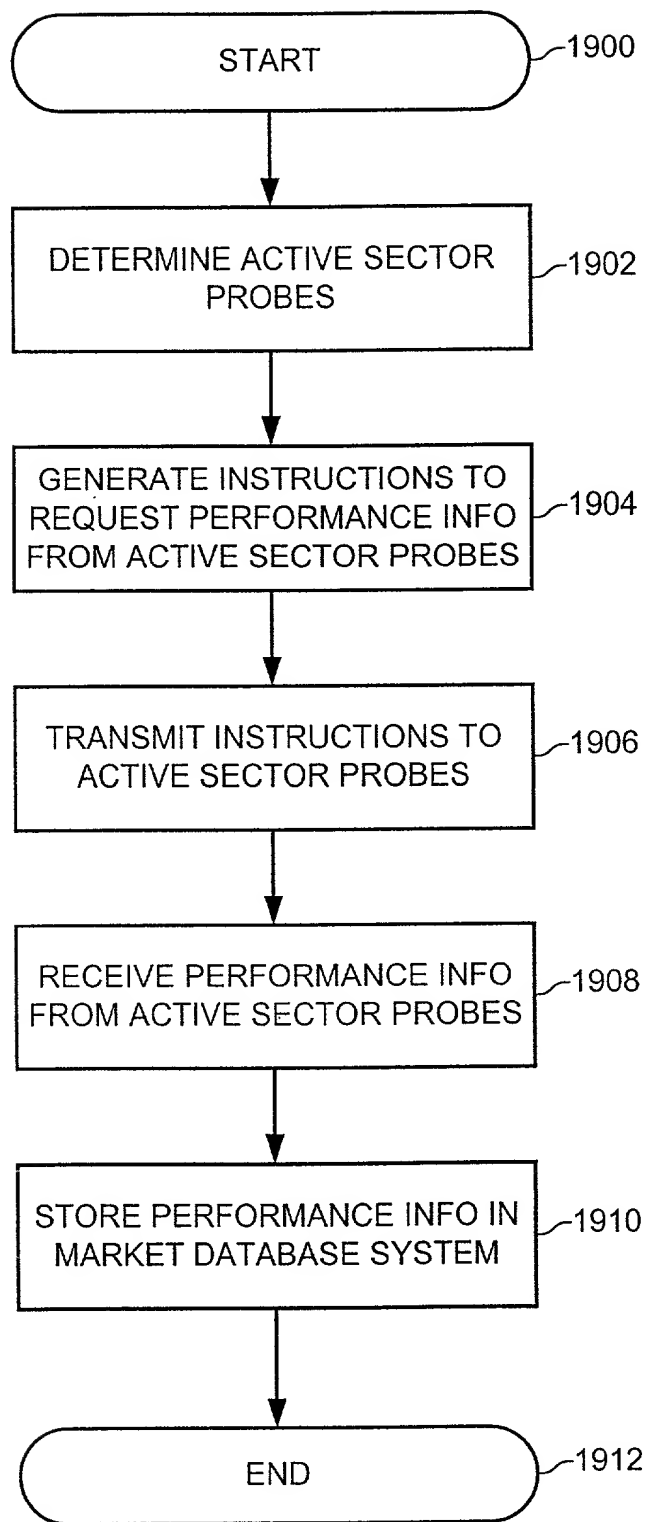 START
1900
DETERMINE ACTIVE SECTOR
PROBES
1902
GENERATE INSTRUCTIONS TO
REQUEST PERFORMANCE INFO
FROM ACTIVE SECTOR PROBES
1904
TRANSMIT INSTRUCTIONS TO
ACTIVE SECTOR PROBES
1906
RECEIVE PERFORMANCE INFO
FROM ACTIVE SECTOR PROBES
1908
STORE PERFORMANCE INFO IN
MARKET DATABASE SYSTEM
1910
END
1912